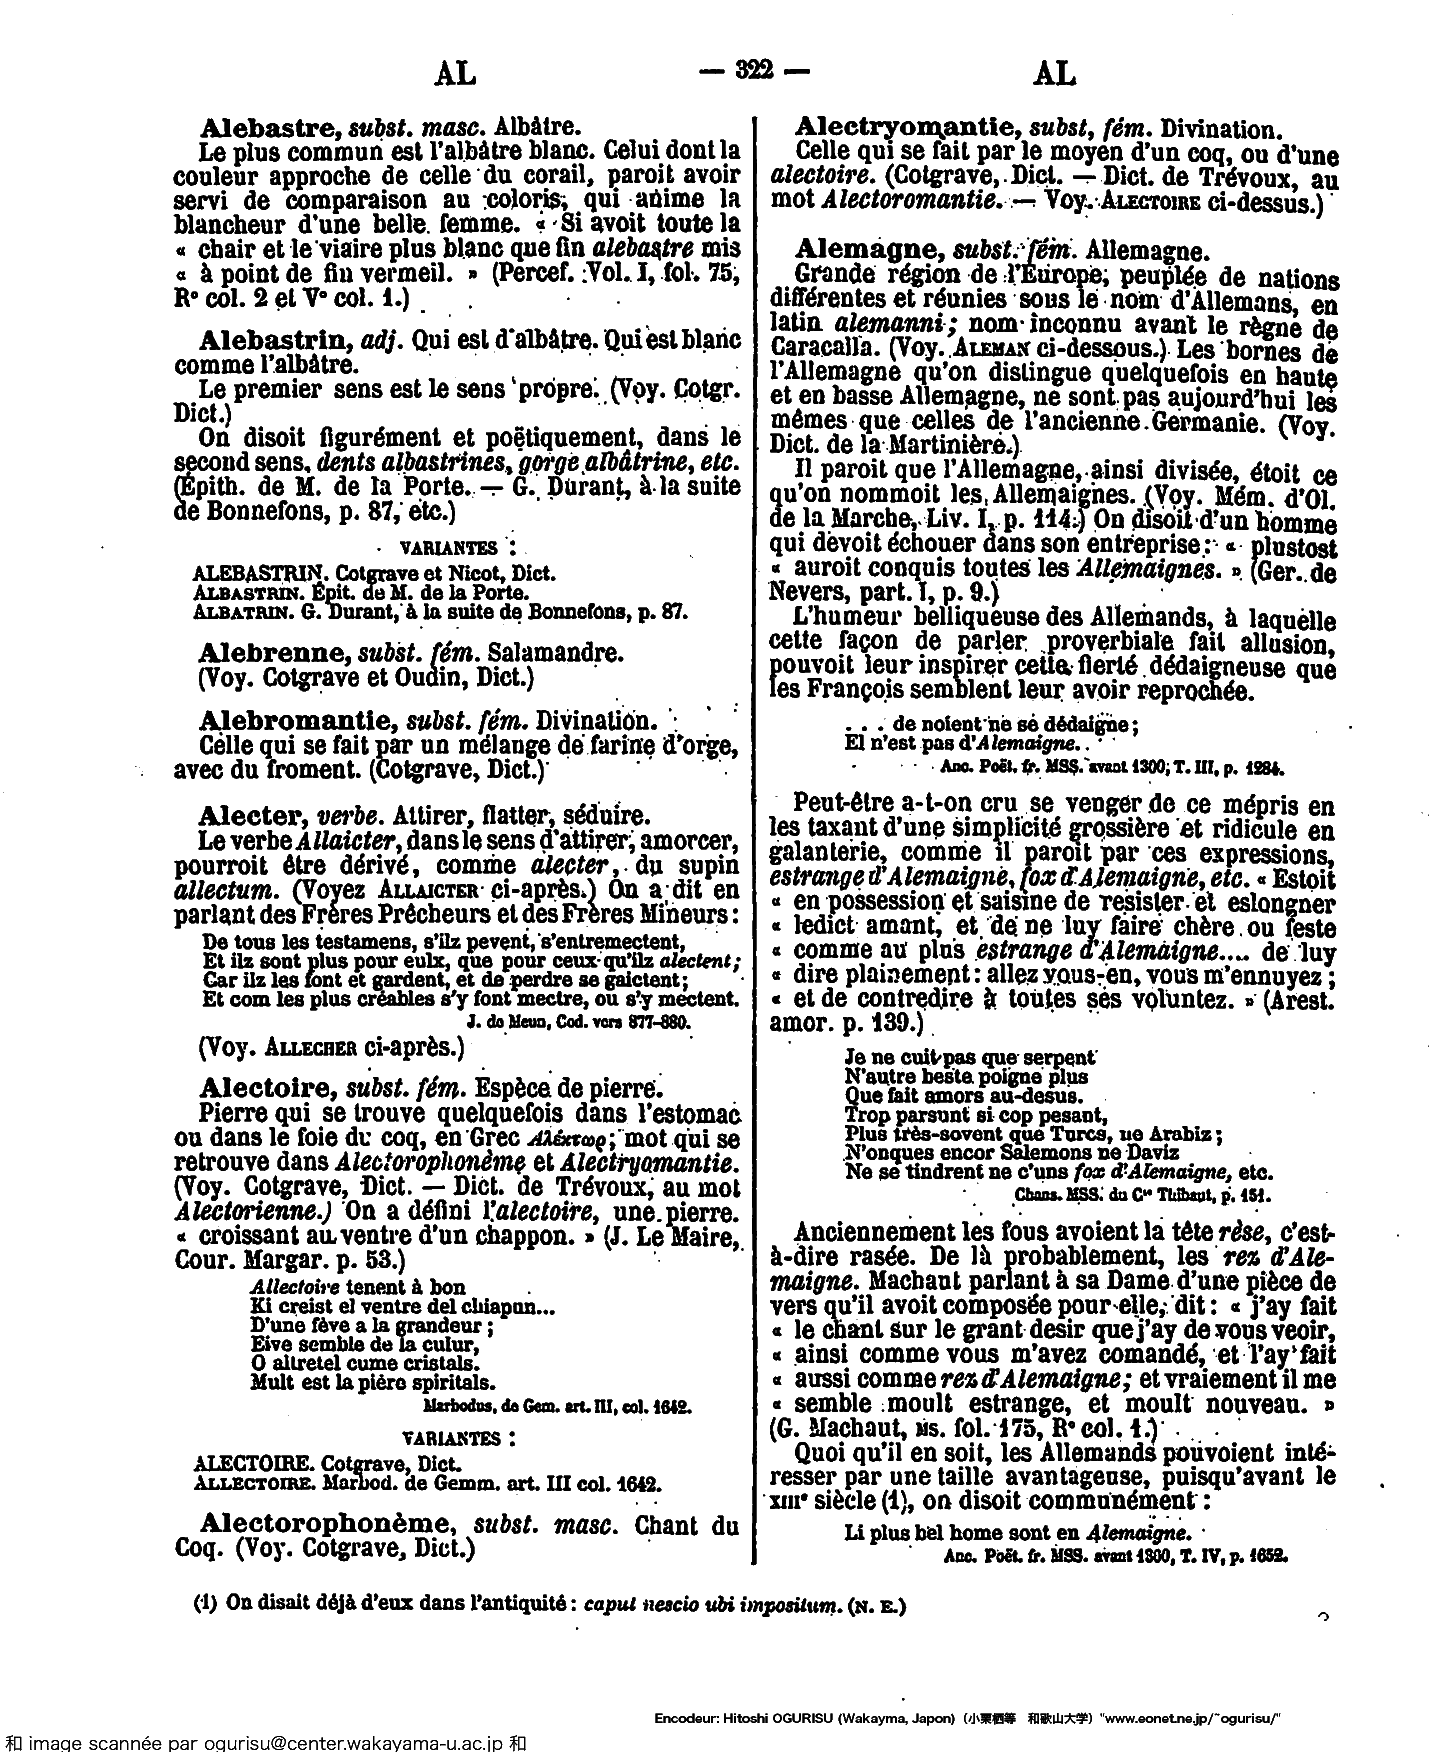 AL — 322 — AL
Alebastre, subst. masc. Albâtre.
Le plus commun est l'albâtre blanc. Celui dont la
couleur approche de celle du corail, paroit avoir
servi de comparaison au coloris, qui anime la
blancheur d'une belle femme. « Si avoit toute la
« chair et le viaire plus blanc que fin alebastre mis
« à point de fin vermeil. » (Percef. Vol. I, fol. 75,
R° col. 2 et V° col. 1.)
Alebastrin, adj. Qui est d'albâtre. Qui est blanc
comme l'albâtre.
Le premier sens est le sens propre. (Voy. Cotgr.
Dict.)
On disoit figurément et poëtiquement, dans le
second sens, dents albastrines, gorge albâtrine, etc.
(Epith. de M. de la Porte. — G. Durant, à la suite
de Bonnefons, p. 87, etc.)
VARIANTES :
ALEBASTRIN. Cotgrave et Nicot, Dict.
ALBASTRIN. Epit. de M. de la Porte.
ALBATRIN. G. Durant, à la suite de Bonnefons, p. 87.
Alebrenne, subst. fém. Salamandre.
(Voy. Cotgrave et Oudin, Dict.)
Alebromantie, subst. fém. Divination.
Celle qui se fait par un mélange de farine d'orge,
avec du froment. (Cotgrave, Dict.)
Alecter, verbe. Attirer, flatter, séduire.
Le verbe Allaicter, dans le sens d'attirer, amorcer,
pourroit être dérivé, comme alecter, du supin
allectum. (Voyez ALLAICTER ci-après.) On a dit en
parlant des Frères Prêcheurs et des Frères Mineurs :
De tous les testamens, s'ilz pevent, s'entremectent,
Et ilz sont plus pour eulx, que pour ceux qu'ilz alectent ;
Car ilz les font et gardent, et de perdre se gaictent ;
Et com les plus créables s'y font mectre, ou s'y mectent.
J. de Meun, Cod. vers 877-880.
(Voy. ALLECHER ci-après.)
Alectoire, subst. fém. Espèce de pierre.
Pierre qui se trouve quelquefois dans l'estomac
ou dans le foie du coq, en Grec Αλέκτωρ ; mot qui se
retrouve dans Alectorophonème et Alectryomantie.
(Voy. Cotgrave, Dict. — Dict. de Trévoux, au mot
Alectorienne.) On a défini l'alectoire, une pierre.
« croissant au ventre d'un chappon. » (J. Le Maire,
Cour. Margar. p. 53.)
Allectoire tenent à bon
Ki creist el ventre del chapun...
D'une fève a la grandeur ;
Eive semble de la culur,
O altretel cume cristals.
Mult est la pière spiritals.
Marbodus, de Gem. art. III, col. 1642.
VARIANTES :
ALECTOIRE. Cotgrave, Dict.
ALLECTOIRE. Marbod. de Gemm. art. III col. 1642.
Alectorophonème, subst. masc. Chant du
Coq. (Voy. Cotgrave, Dict.)
Alectryomantie, subst, fém. Divination.
Celle qui se fait par le moyen d'un coq, ou d'une
alectoire. (Cotgrave, Dict. — Dict. de Trévoux, au
mot Alectoromantie. — Voy. ALECTOIRE ci-dessus.)
Alemagne, subst. fém. Allemagne.
Grande région de l'Europe, peuplée de nations
différentes et réunies sous le nom d'Allemans, en
latin alemanni ; nom inconnu avant le règne de
Caracalla. (Voy. ALEMAN ci-dessous.) Les bornes de
l'Allemagne qu'on distingue quelquefois en haute
et en basse Allemagne, ne sont pas aujourd'hui les
mêmes que celles de l'ancienne Germanie. (Voy.
Dict. de la Martinière.)
Il paroit que l'Allemagne, ainsi divisée, étoit ce
qu'on nommoit les Allemaignes. (Voy. Mém. d'Ol.
de la Marche, Liv. I, p. 114.) On disoit d'un homme
qui devoit échouer dans son entreprise : « plustost
« auroit conquis toutes les Allemaignes. » (Ger. de
Nevers, part. I, p. 9.)
L'humeur belliqueuse des Allemands, à laquelle
cette façon de parler proverbiale fait allusion,
pouvoit leur inspirer cette fierté dédaigneuse que
les François semblent leur avoir reprochée.
. . . de noient ne se dédaigne ;
El n'est pas d'Alemaigne.
Anc. Poët. fr. MSS. avant 1300; T. III, p. 1284.
Peut-être a-t-on cru se venger de ce mépris en
les taxant d'une simplicité grossière et ridicule en
galanterie, comme il paroit par ces expressions,
estrange d'Alemaigne, fox d'Alemaigne, etc. « Estoit
« en possession et saisine de resister et eslongner
« ledict amant, et de ne luy faire chère ou feste
« comme au plus estrange d'Alemaigne.... de luy
« dire plainement : allez vous-en, vous m'ennuyez ;
« et de contredire à toutes ses voluntez. » (Arest.
amor. p. 139.)
Je ne cuit pas que serpent
N'autre beste poigne plus
Que fait amors au-desus.
Trop parsunt si cop pesant,
Plus très-sovent que Turcs, ne Arabiz ;
N'onques encor Salemons ne Daviz
Ne se tindrent ne c'uns fox d'Alemaigne, etc.
Chans. MSS. du Cte Thibaut, p. 151.
Anciennement les fous avoient la tête rèse, c'est-
à-dire rasée. De là probablement, les rez d'Ale-
maigne. Machaut parlant à sa Dame d'une pièce de
vers qu'il avoit composée pour elle, dit : « j'ay fait
« le chant sur le grant desir que j'ay de vous veoir,
« ainsi comme vous m'avez comandé, et l'ay fait
« aussi comme rez d'Alemaigne ; et vraiement il me
« semble moult estrange, et moult nouveau. »
(G. Machaut, MS. fol. 175, R° col. 1.)
Quoi qu'il en soit, les Allemands pouvoient inté-
resser par une taille avantageuse, puisqu'avant le
XIIIe siècle (1), on disoit communément :
Li plus bel home sont en Alemaigne.
Anc. Poët. fr. MSS. avant 1300, T. IV, p. 1652.
(1) On disait déjà d'eux dans l'antiquité : caput nescio ubi impositum. (N. E.)
Encodeur: Hitoshi OGURISU (Wakayma, Japon) (小栗栖等 和歌山大学) "www.eonet.ne.jp/~ogurisu/"
和 image scannée par ogurisu@center.wakayama-u.ac.jp 和